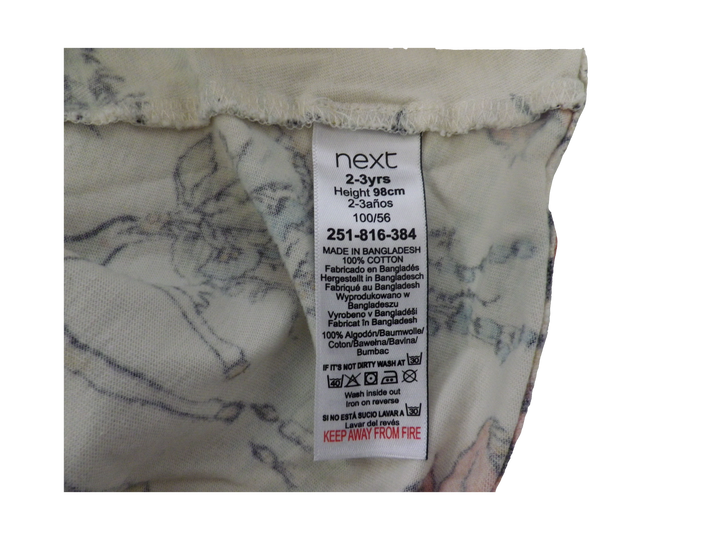 next
2-3yrs
Height 98cm
2-3años
100/56
251-816-384
MADE IN BANGLADESH
100% COTTON
Fabricado en Bangladés
Hergestellt in Bangladesch
Fabriqué au Bangladesh
Wyprodukowano w
Bangladeszu
Vyrobeno v Bangladéši
Fabricat în Bangladesh
100% Algodón/Baumwolle/
Coton/Bawełna/Bavlna/
Bumbac
IF IT'S NOT DIRTY WASH AT 30
40
Wash inside out
Iron on reverse
SI NO ESTÁ SUCIO LAVAR A 30
Lavar del revés
KEEP AWAY FROM FIRE